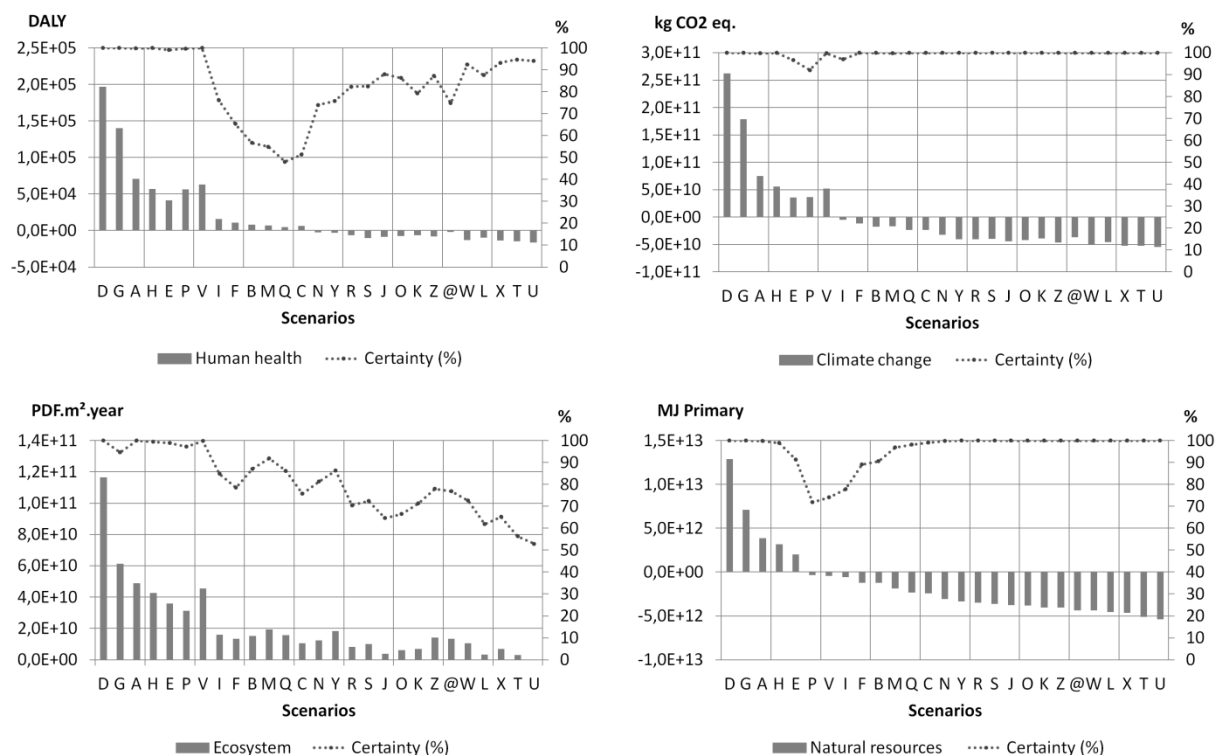 DALY
%
2,5E+05
2,0E+05
1,5E+05
1,0E+05
5,0E+04
0,0E+00
-5,0E+04
100
90
80
70
60
50
40
30
20
10
0
D G A H E P V I F B M Q C N Y R S J O K Z @ W L X T U
Scenarios
Human health Certainty (%)
kg CO2 eq.
%
3,0E+11
2,5E+11
2,0E+11
1,5E+11
1,0E+11
5,0E+10
0,0E+00
-5,0E+10
-1,0E+11
100
90
80
70
60
50
40
30
20
10
0
D G A H E P V I F B M Q C N Y R S J O K Z @ W L X T U
Scenarios
Climate change Certainty (%)
PDF.m².year
%
1,4E+11
1,2E+11
1,0E+11
8,0E+10
6,0E+10
4,0E+10
2,0E+10
0,0E+00
100
90
80
70
60
50
40
30
20
10
0
D G A H E P V I F B M Q C N Y R S J O K Z @ W L X T U
Scenarios
Ecosystem Certainty (%)
MJ Primary
%
1,5E+13
1,0E+13
5,0E+12
0,0E+00
-5,0E+12
-1,0E+13
100
90
80
70
60
50
40
30
20
10
0
D G A H E P V I F B M Q C N Y R S J O K Z @ W L X T U
Scenarios
Natural resources Certainty (%)